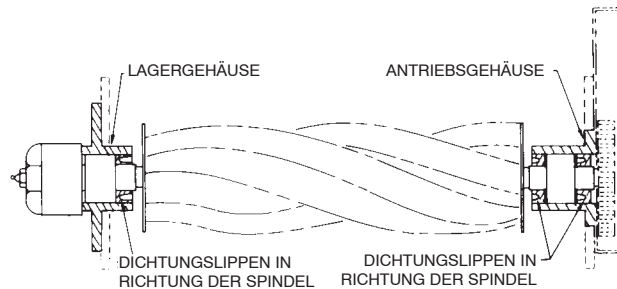 LAGERGEHÄUSE
ANTRIEBSGEHÄUSE
DICHTUNGSLIPPEN IN
RICHTUNG DER SPINDEL
DICHTUNGSLIPPEN IN
RICHTUNG DER SPINDEL